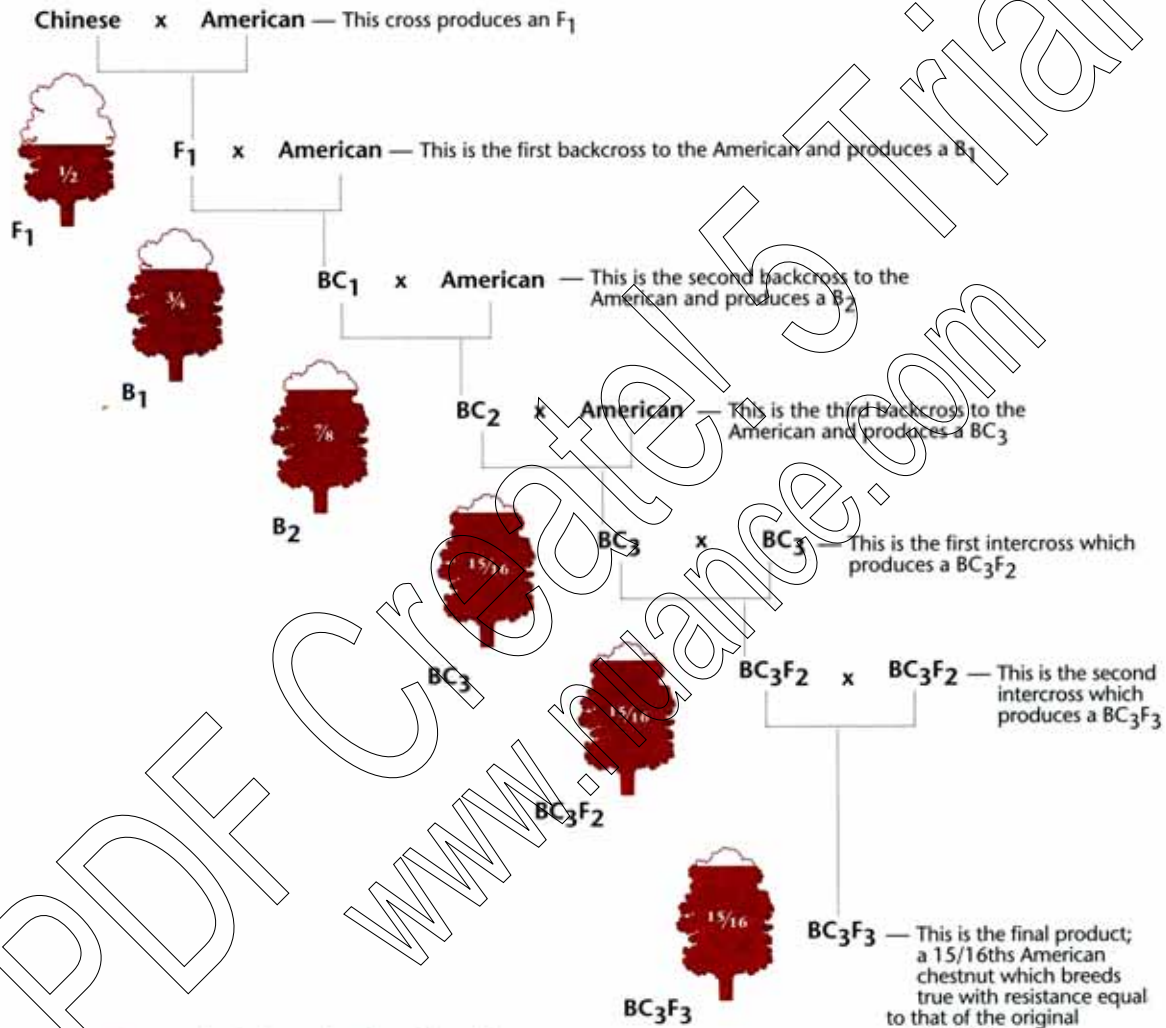 Chinese x American — This cross produces an F1
1/2
F1 x American — This is the first backcross to the American and produces a B1
F1
3/4
BC1 x American — This is the second backcross to the
American and produces a B2
B1
7/8
BC2 x American — This is the third backcross to the
American and produces a BC3
B2
15/16
BC3 x BC3 — This is the first intercross which
produces a BC3F2
BC3
15/16
BC3F2 x BC3F2 — This is the second
intercross which
produces a BC3F3
BC3F2
15/16
BC3F3 — This is the final product;
a 15/16ths American
chestnut which breeds
true with resistance equal
to that of the original
BC3F3
PDF Create! 5 Trial
www.nuance.com